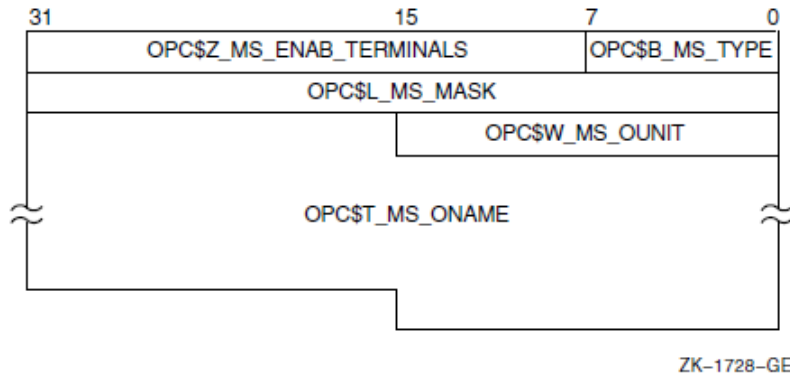 31 15 7 0
OPC$Z_MS_ENAB_TERMINALS OPC$B_MS_TYPE
OPC$L_MS_MASK
OPC$W_MS_OUNIT
OPC$T_MS_ONAME
ZK–1728–GE